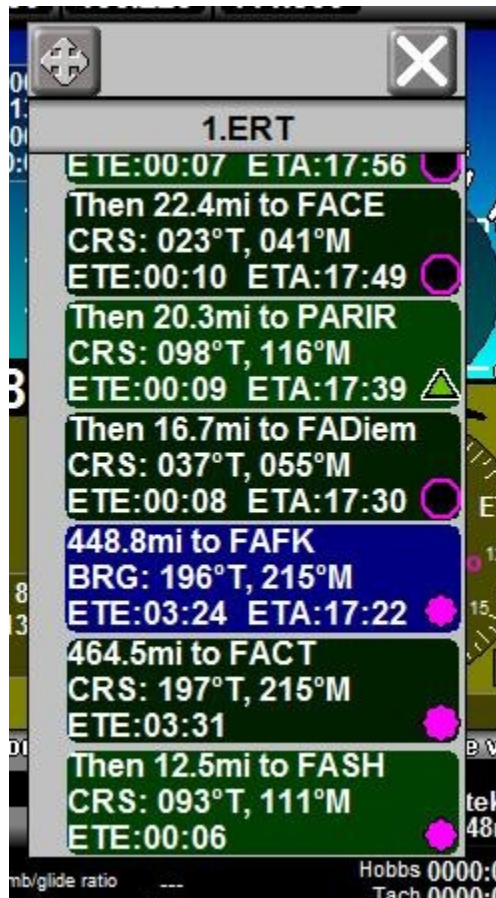 1.ERT
ETE:00:07 ETA:17:56
Then 22.4mi to FACE
CRS: 023°T, 041°M
ETE:00:10 ETA:17:49
Then 20.3mi to PARIR
CRS: 098°T, 116°M
ETE:00:09 ETA:17:39
Then 16.7mi to FADiem
CRS: 037°T, 055°M
ETE:00:08 ETA:17:30
448.8mi to FAFK
BRG: 196°T, 215°M
ETE:03:24 ETA:17:22
464.5mi to FACT
CRS: 197°T, 215°M
ETE:03:31
Then 12.5mi to FASH
CRS: 093°T, 111°M
ETE:00:06
E
15
mb/glide ratio ---
Hobbs 0000:
Tach 0000: